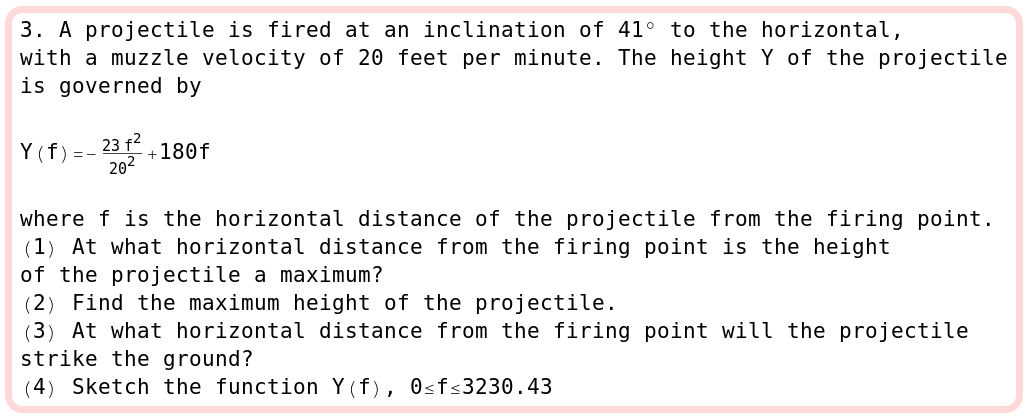 3. A projectile is fired at an inclination of 41° to the horizontal,
with a muzzle velocity of 20 feet per minute. The height Y of the projectile
is governed by
Y(f)=-\frac{23f^2}{20^2}+180f
where f is the horizontal distance of the projectile from the firing point.
(1) At what horizontal distance from the firing point is the height
of the projectile a maximum?
(2) Find the maximum height of the projectile.
(3) At what horizontal distance from the firing point will the projectile
strike the ground?
(4) Sketch the function Y(f), 0≤f≤3230.43